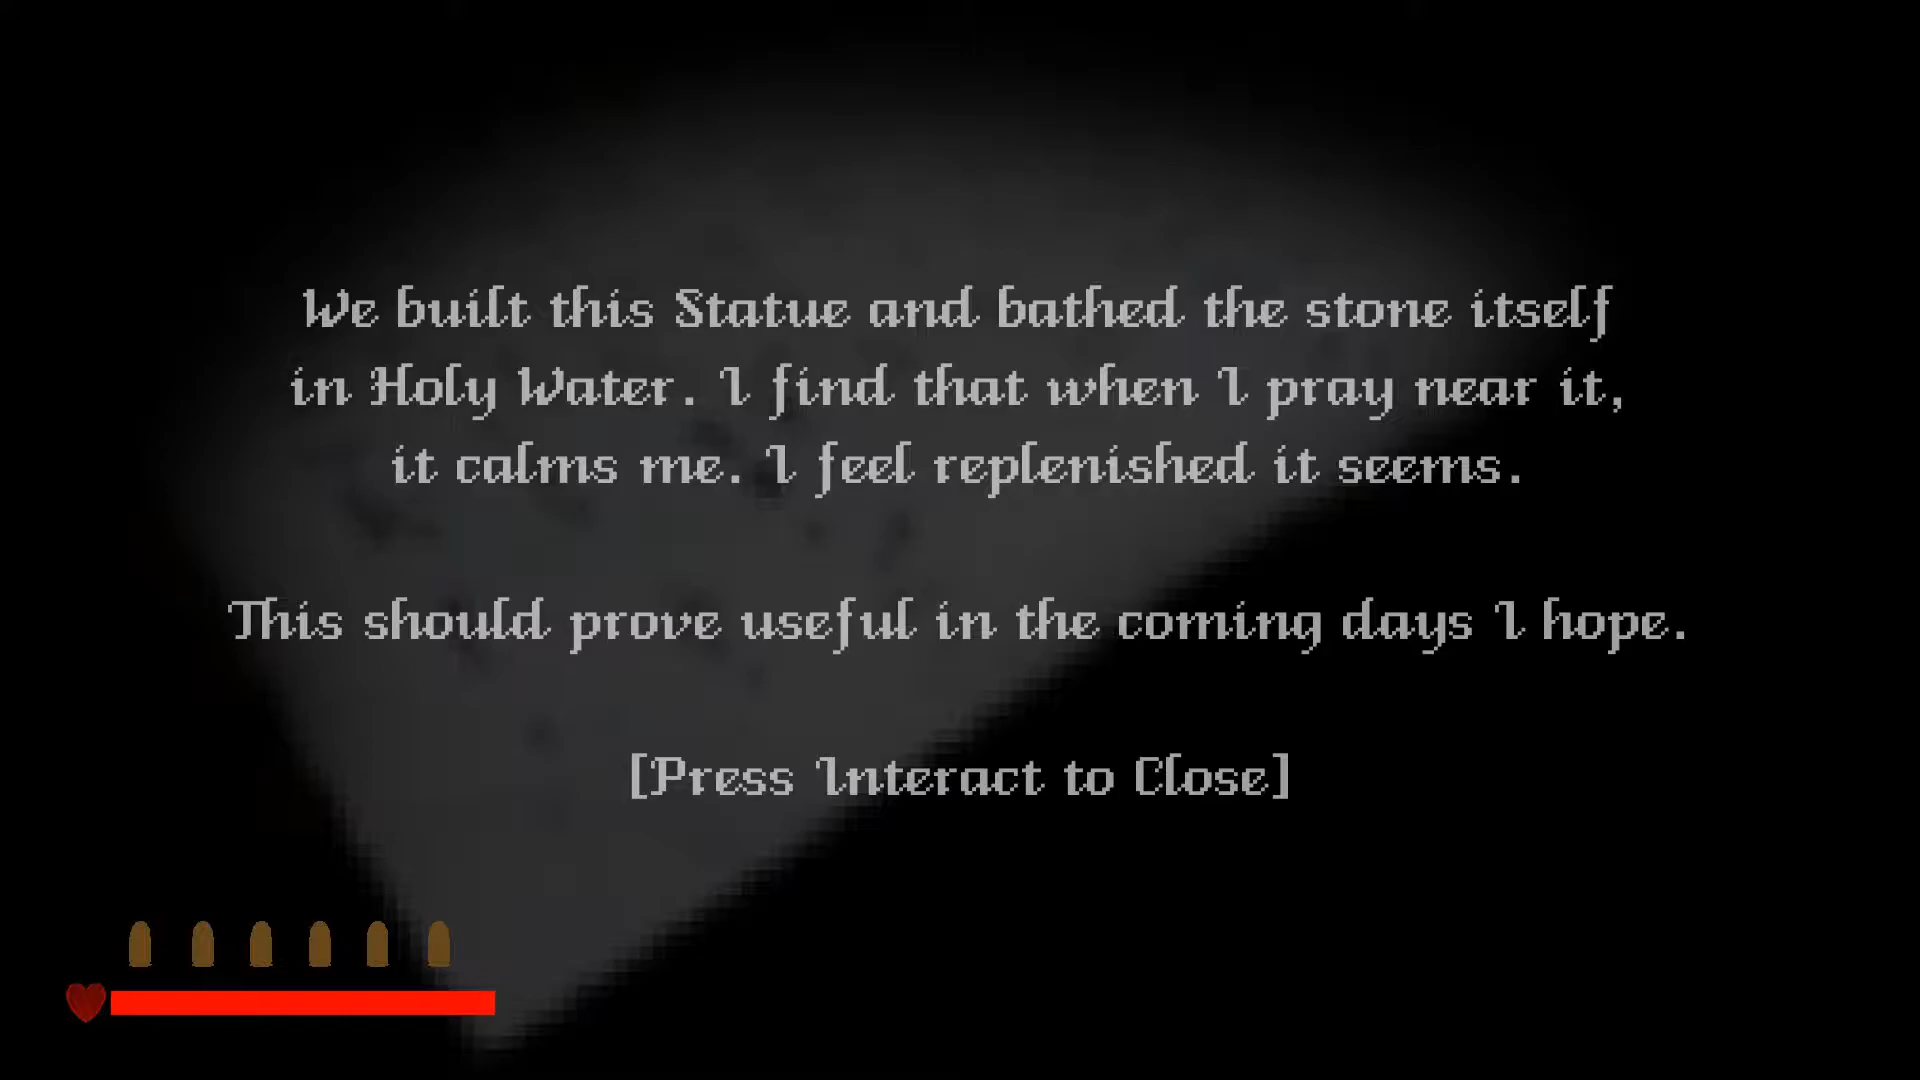 We built this Statue and bathed the stone itself
in Holy Water. I find that when I pray near it,
it calms me. I feel replenished it seems.
This should prove useful in the coming days I hope.
[Press Interact to Close]